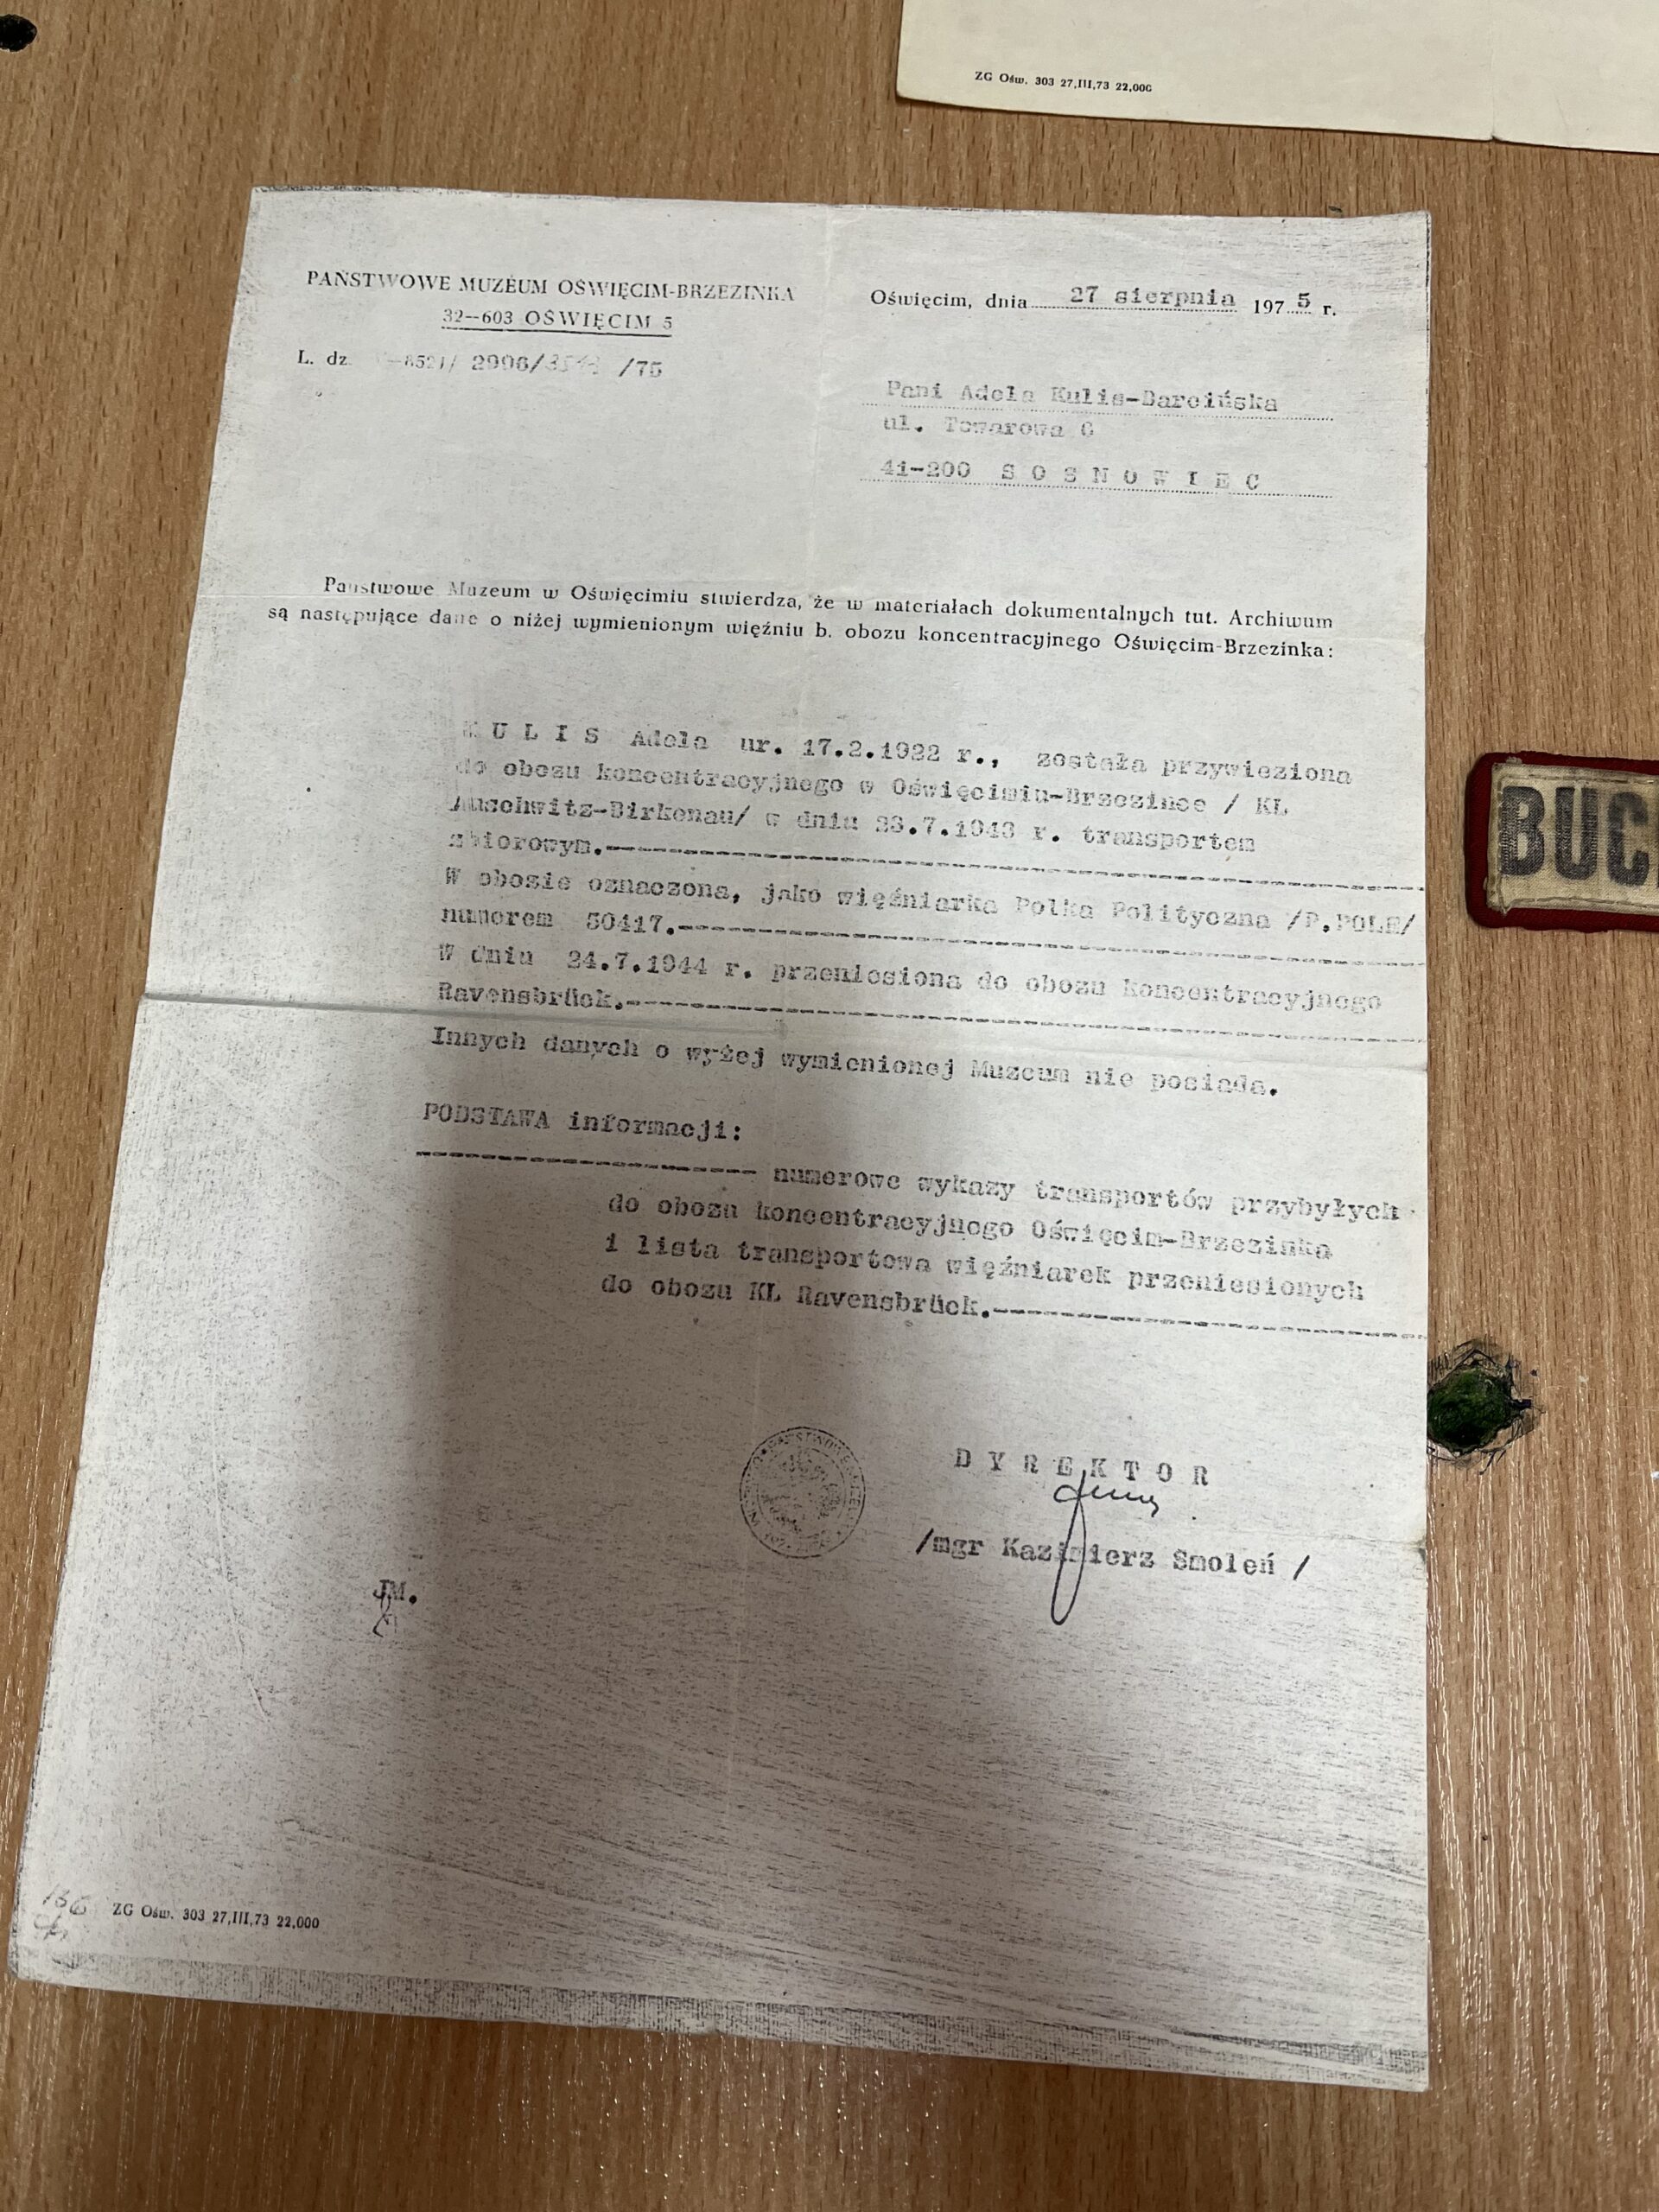 ZG Ośw. 303 27,III,73 22,000
PAŃSTWOWE MUZEUM OŚWIĘCIM-BRZEZINKA
32—603 OŚWIĘCIM 5
Oświęcim, dnia 27 sierpnia 1975 r.
L. dz. 2906/ /75
Pani Adela Kulis-Barcińska
ul. Towarowa
41-200 S O S N O W I E C
Państwowe Muzeum w Oświęcimiu stwierdza, że w materiałach dokumentalnych tut. Archiwum
są następujące dane o niżej wymienionym więźniu b. obozu koncentracyjnego Oświęcim-Brzezinka:
K U L I S Adela ur. 17.2.1922 r., została przywieziona
do obozu koncentracyjnego w Oświęcimiu-Brzezince / KL
Auschwitz-Birkenau/ w dniu r. transportem
zbiorowym.
W obozie oznaczona, jako więźniarka Polka Polityczna /P.POLE/
numerem 50417.
W dniu 24.7.1944 r. przeniesiona do obozu koncentracyjnego
Ravensbrück.
Innych danych o wyżej wymienionej Muzeum nie posiada.
PODSTAWA informacji:
numerowe wykazy transportów przybyłych
do obozu koncentracyjnego Oświęcim-Brzezinka
i lista transportowa więźniarek przeniesionych
do obozu KL Ravensbrück.
D Y R E K T O R
/mgr Kazimierz Smoleń /
JM.
ZG Ośw. 303 27,III,73 22,000